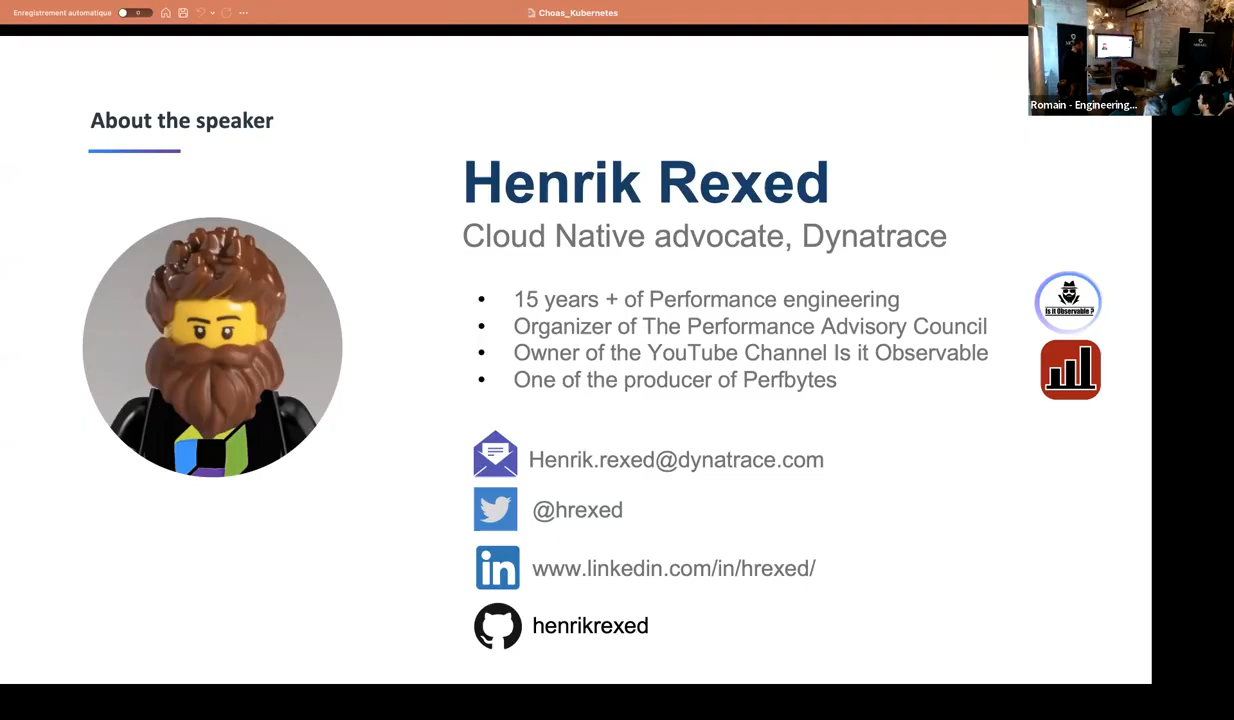 Enregistrement automatique
Choas_Kubernetes
Romain - Engineering...
About the speaker
Henrik Rexed
Cloud Native advocate, Dynatrace
• 15 years + of Performance engineering
• Organizer of The Performance Advisory Council
• Owner of the YouTube Channel Is it Observable
• One of the producer of Perfbytes
Is it Observable ?
Henrik.rexed@dynatrace.com
@hrexed
in
www.linkedin.com/in/hrexed/
henrikrexed